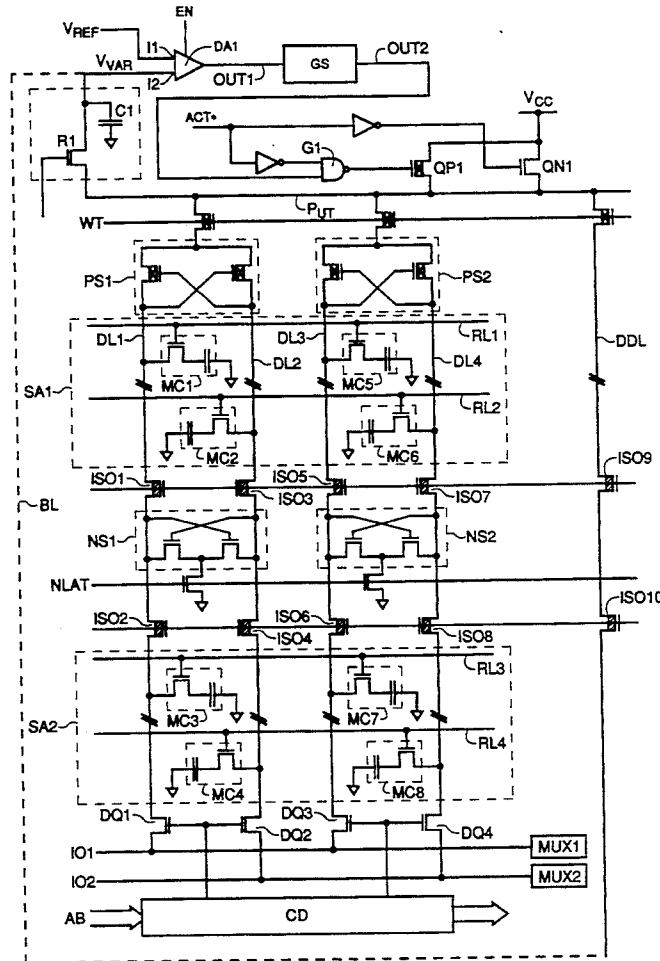 EN
VREF
I1
DA1
GS
OUT2
VVAR
I2
OUT1
C1
R1
ACT*
G1
VCC
QP1
QN1
PUT
WT
PS1
PS2
DL1
DL2
DL3
DL4
RL1
DDL
MC1
MC5
SA1
RL2
MC2
MC6
ISO1
ISO3
ISO5
ISO7
ISO9
BL
NS1
NS2
NLAT
ISO10
ISO2
ISO4
ISO6
ISO8
RL3
MC3
MC7
SA2
RL4
MC4
MC8
DQ1
DQ2
DQ3
DQ4
IO1
MUX1
IO2
MUX2
AB
CD